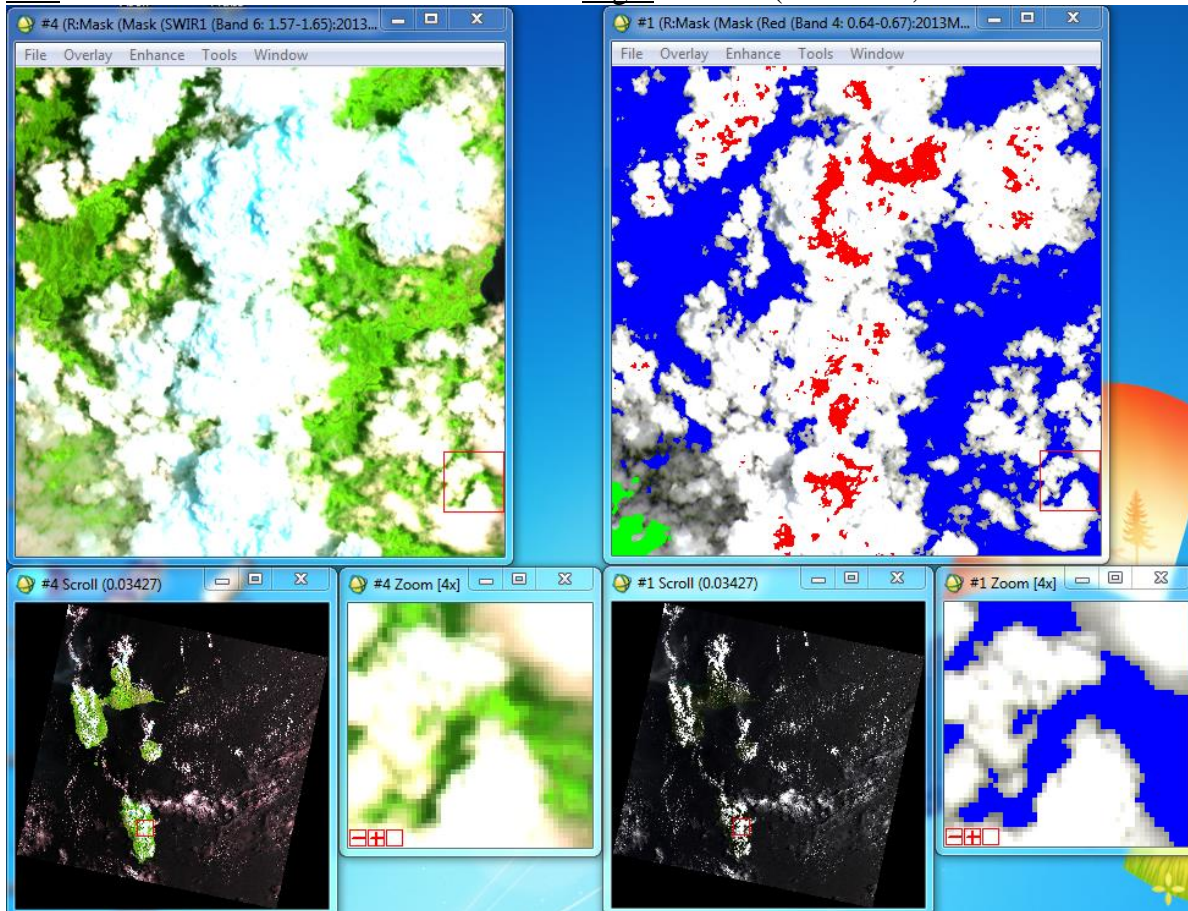 #4 (R:Mask (Mask (SWIR1 (Band 6: 1.57-1.65):2013...
File Overlay Enhance Tools Window
#1 (R:Mask (Mask (Red (Band 4: 0.64-0.67):2013M...
File Overlay Enhance Tools Window
#4 Scroll (0.03427)
#4 Zoom [4x]
#1 Scroll (0.03427)
#1 Zoom [4x]